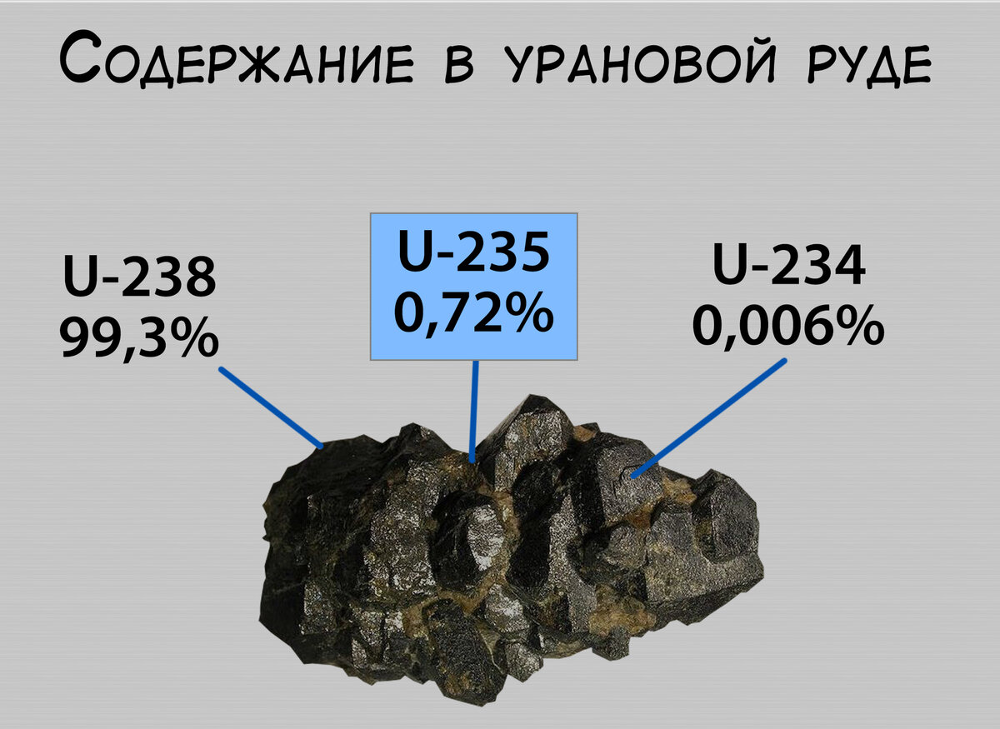 Содержание в урановой руде
U-238
99,3%
U-235
0,72%
U-234
0,006%